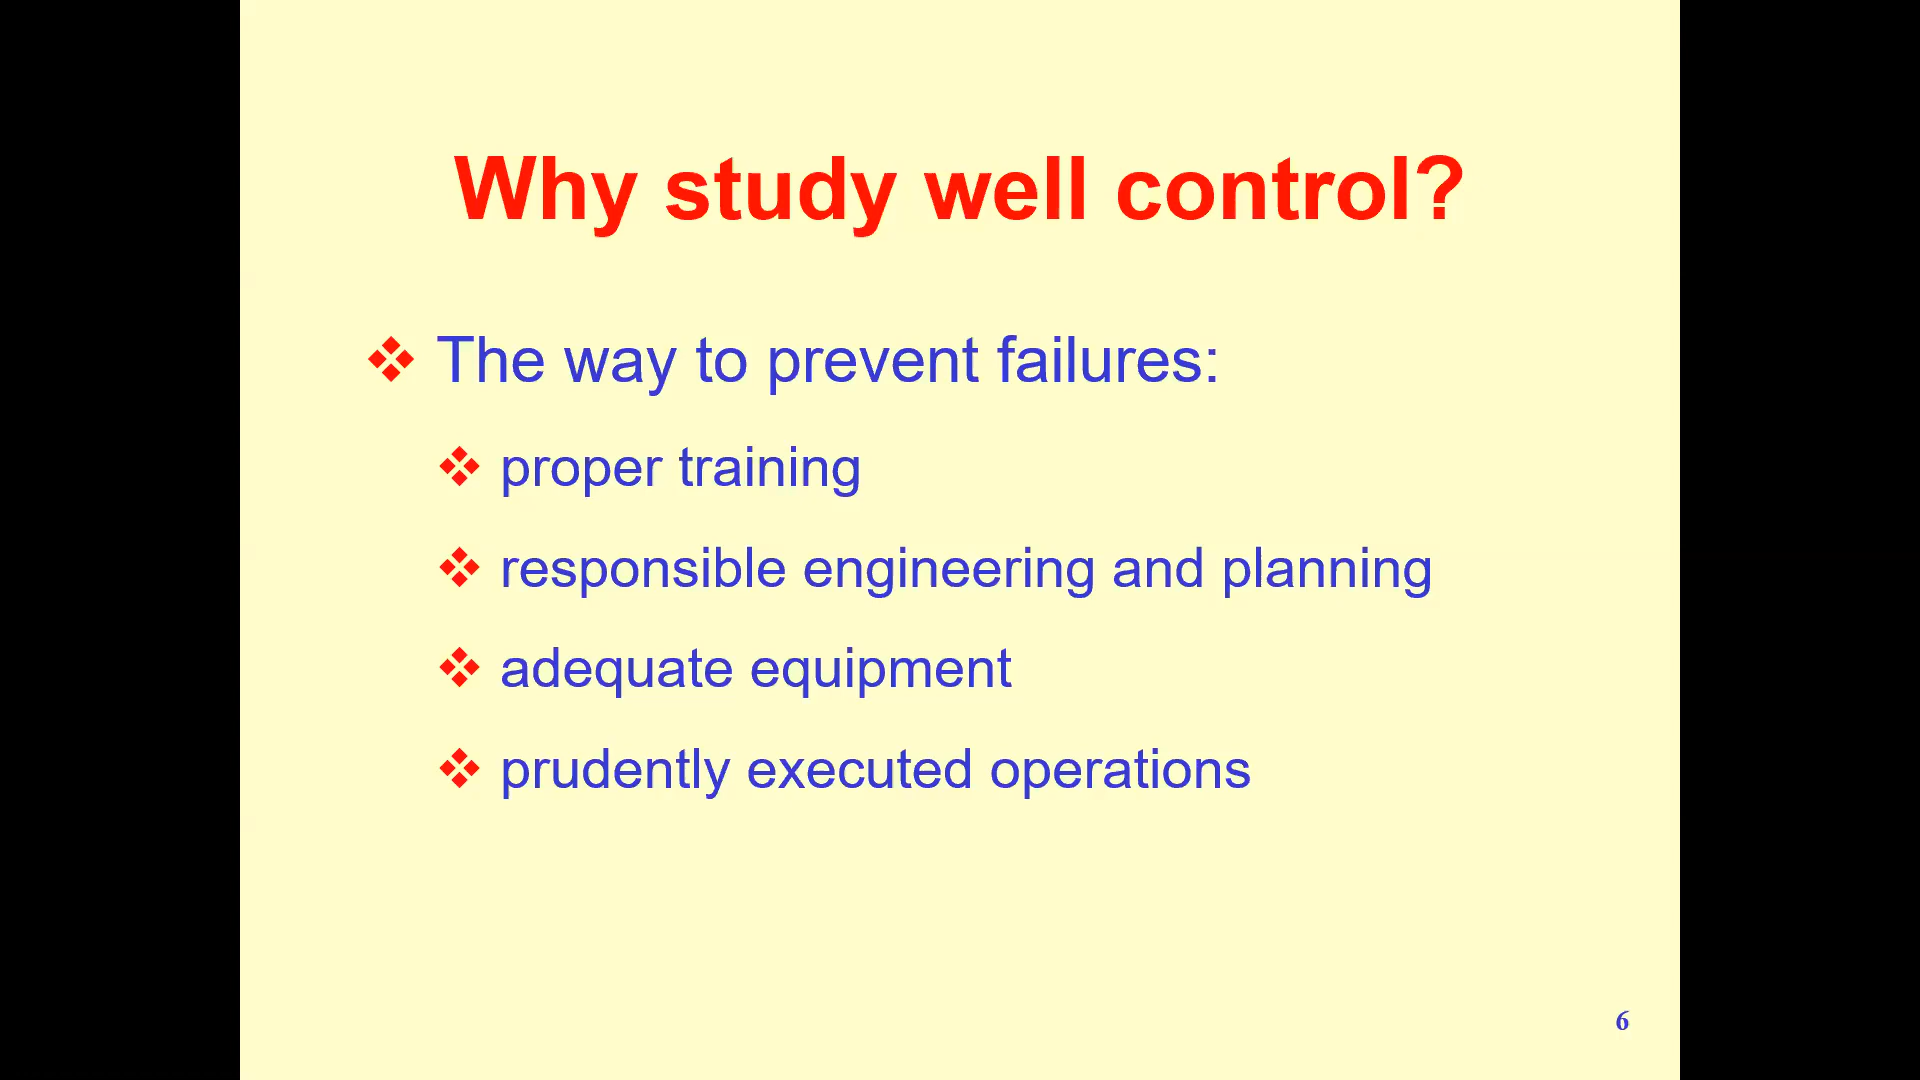 Why study well control?
The way to prevent failures:
proper training
responsible engineering and planning
adequate equipment
prudently executed operations
6